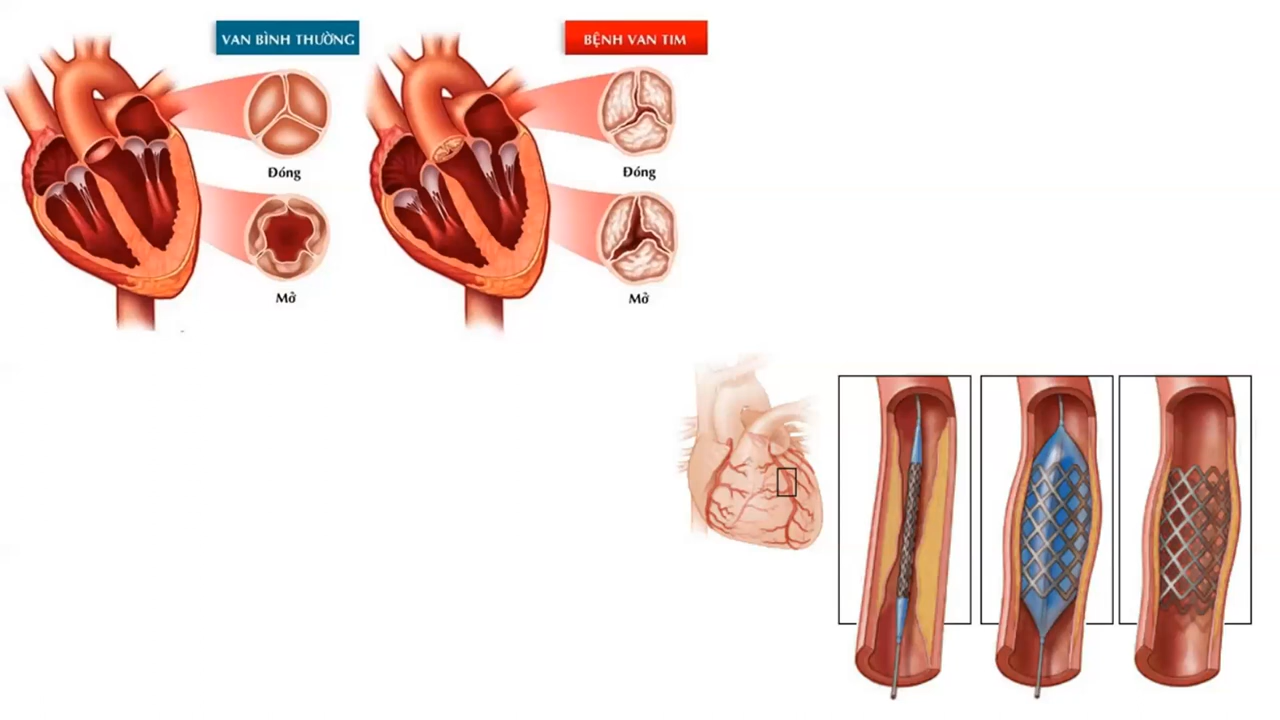 VAN BÌNH THƯỜNG
BỆNH VAN TIM
Đóng
Đóng
Mở
Mở